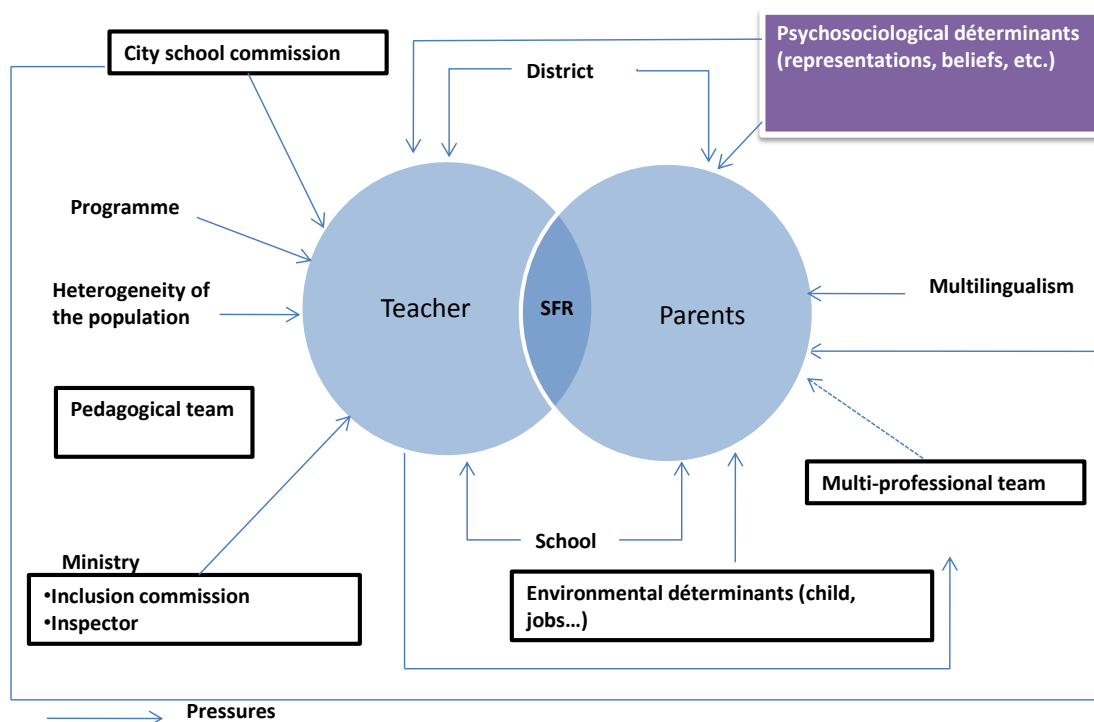 City school commission
Psychosociological déterminants
(representations, beliefs, etc.)
District
Programme
Heterogeneity of
the population
Teacher
SFR
Parents
Multilingualism
Pedagogical team
Multi-professional team
School
Ministry
•Inclusion commission
•Inspector
Environmental déterminants (child,
jobs...)
Pressures